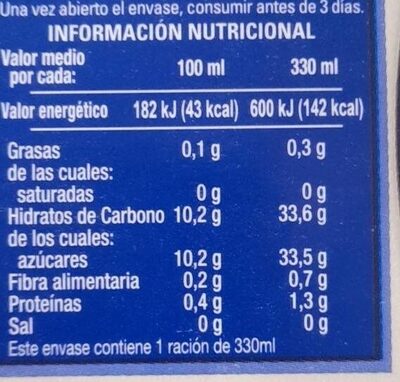 Una vez abierto el envase, consumir antes de 3 días.
INFORMACIÓN NUTRICIONAL
Valor medio
por cada: 100 ml 330 ml
Valor energético 182 kJ (43 kcal) 600 kJ (142 kcal)
Grasas 0,1 g 0,3 g
de las cuales:
saturadas 0 g 0 g
Hidratos de Carbono 10,2 g 33,6 g
de los cuales:
azúcares 10,2 g 33,5 g
Fibra alimentaria 0,2 g 0,7 g
Proteínas 0,4 g 1,3 g
Sal 0 g 0 g
Este envase contiene 1 ración de 330ml